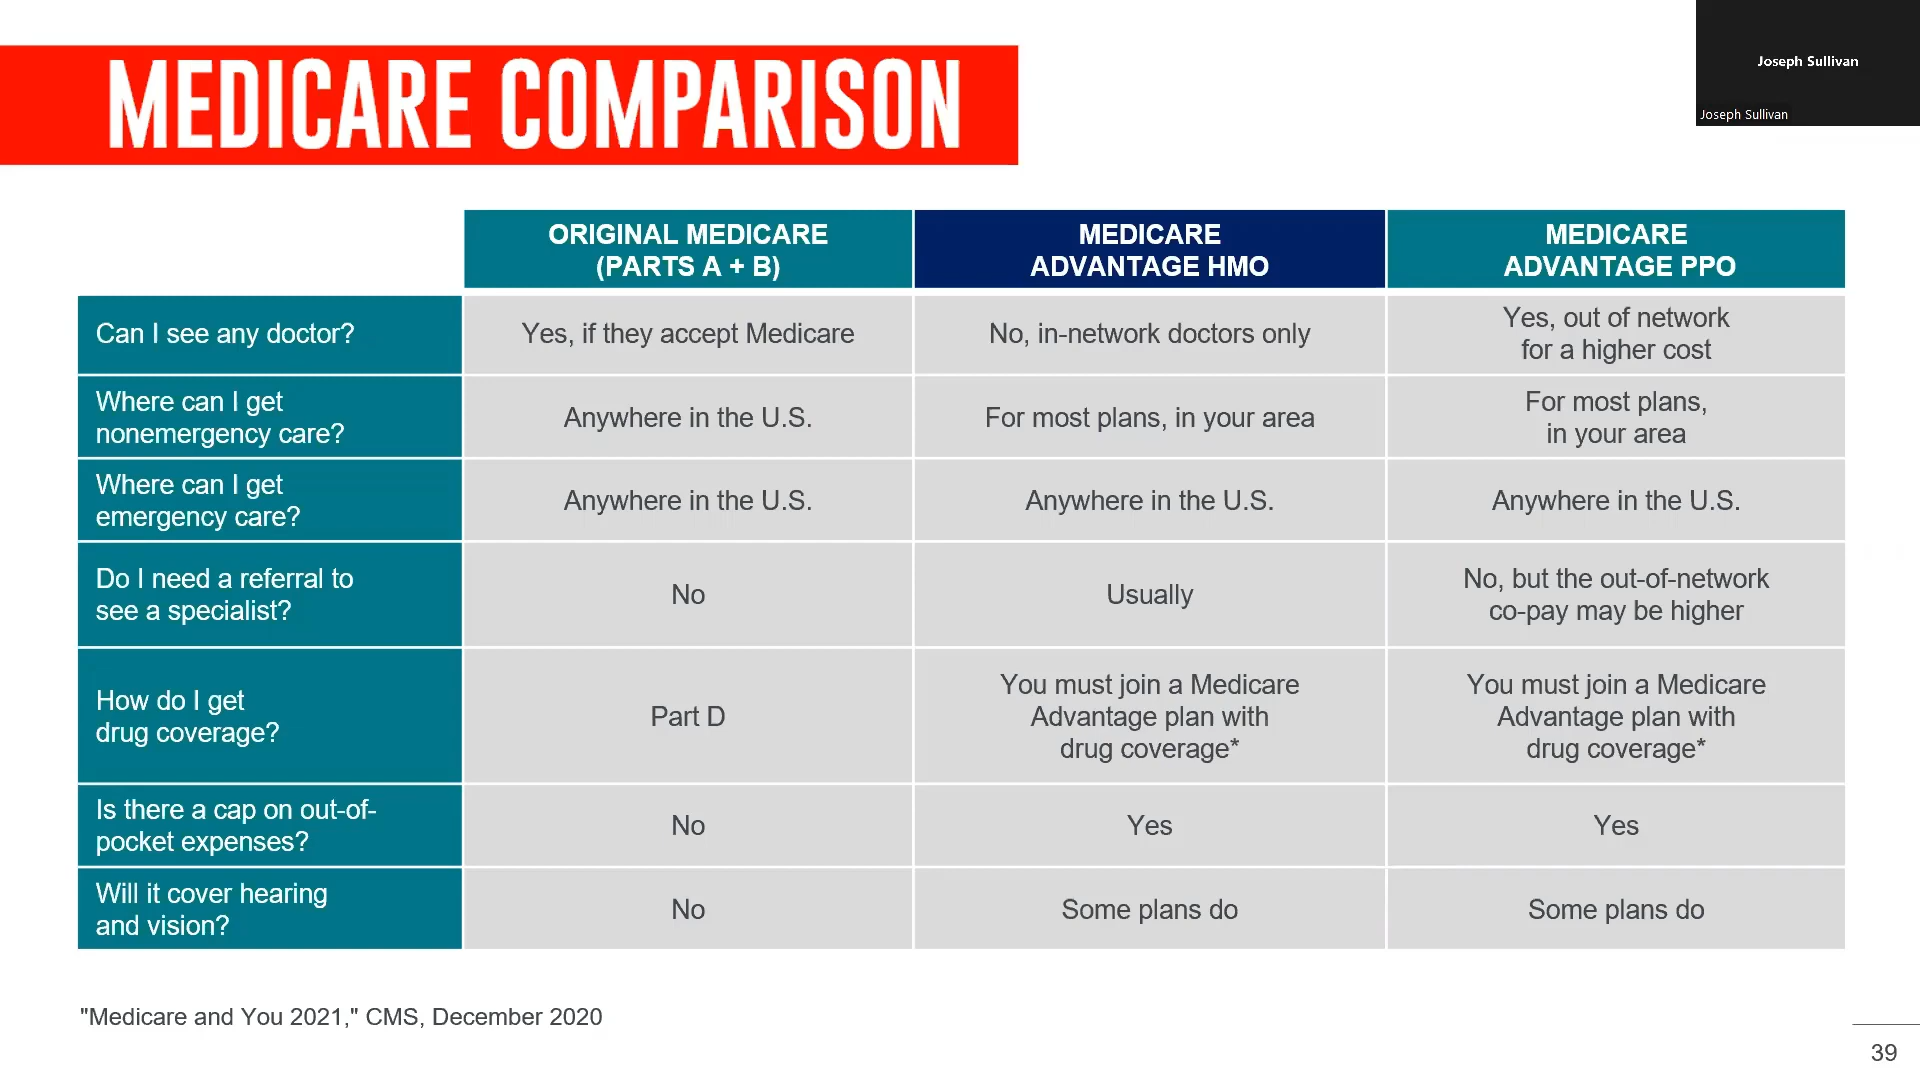 MEDICARE COMPARISON
Joseph Sullivan
Joseph Sullivan
ORIGINAL MEDICARE
(PARTS A + B)
MEDICARE
ADVANTAGE HMO
MEDICARE
ADVANTAGE PPO
Can I see any doctor?
Yes, if they accept Medicare
No, in-network doctors only
Yes, out of network
for a higher cost
Where can I get
nonemergency care?
Anywhere in the U.S.
For most plans, in your area
For most plans,
in your area
Where can I get
emergency care?
Anywhere in the U.S.
Anywhere in the U.S.
Anywhere in the U.S.
Do I need a referral to
see a specialist?
No
Usually
No, but the out-of-network
co-pay may be higher
How do I get
drug coverage?
Part D
You must join a Medicare
Advantage plan with
drug coverage*
You must join a Medicare
Advantage plan with
drug coverage*
Is there a cap on out-of-
pocket expenses?
No
Yes
Yes
Will it cover hearing
and vision?
No
Some plans do
Some plans do
"Medicare and You 2021," CMS, December 2020
39